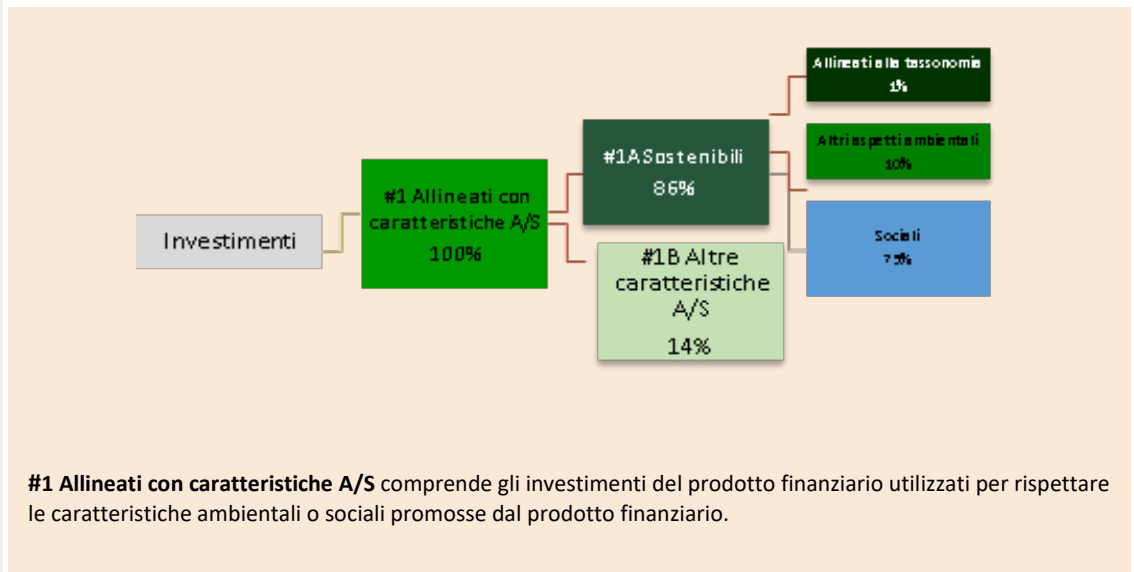 Investimenti
#1 Allineati con
caratteristiche A/S
100%
#1A Sostenibili
86%
#1B Altre
caratteristiche
A/S
14%
Allineati alla tassonomia
1%
Altri aspetti ambientali
10%
Sociali
75%
#1 Allineati con caratteristiche A/S comprende gli investimenti del prodotto finanziario utilizzati per rispettare
le caratteristiche ambientali o sociali promosse dal prodotto finanziario.